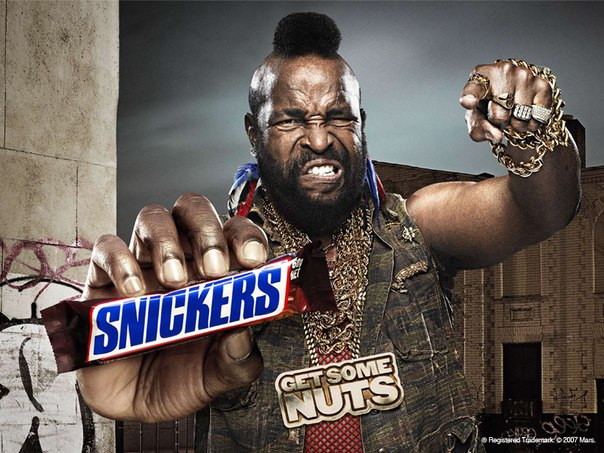 SNICKERS
GET SOME
NUTS
® Registered Trademark. © 2007 Mars.